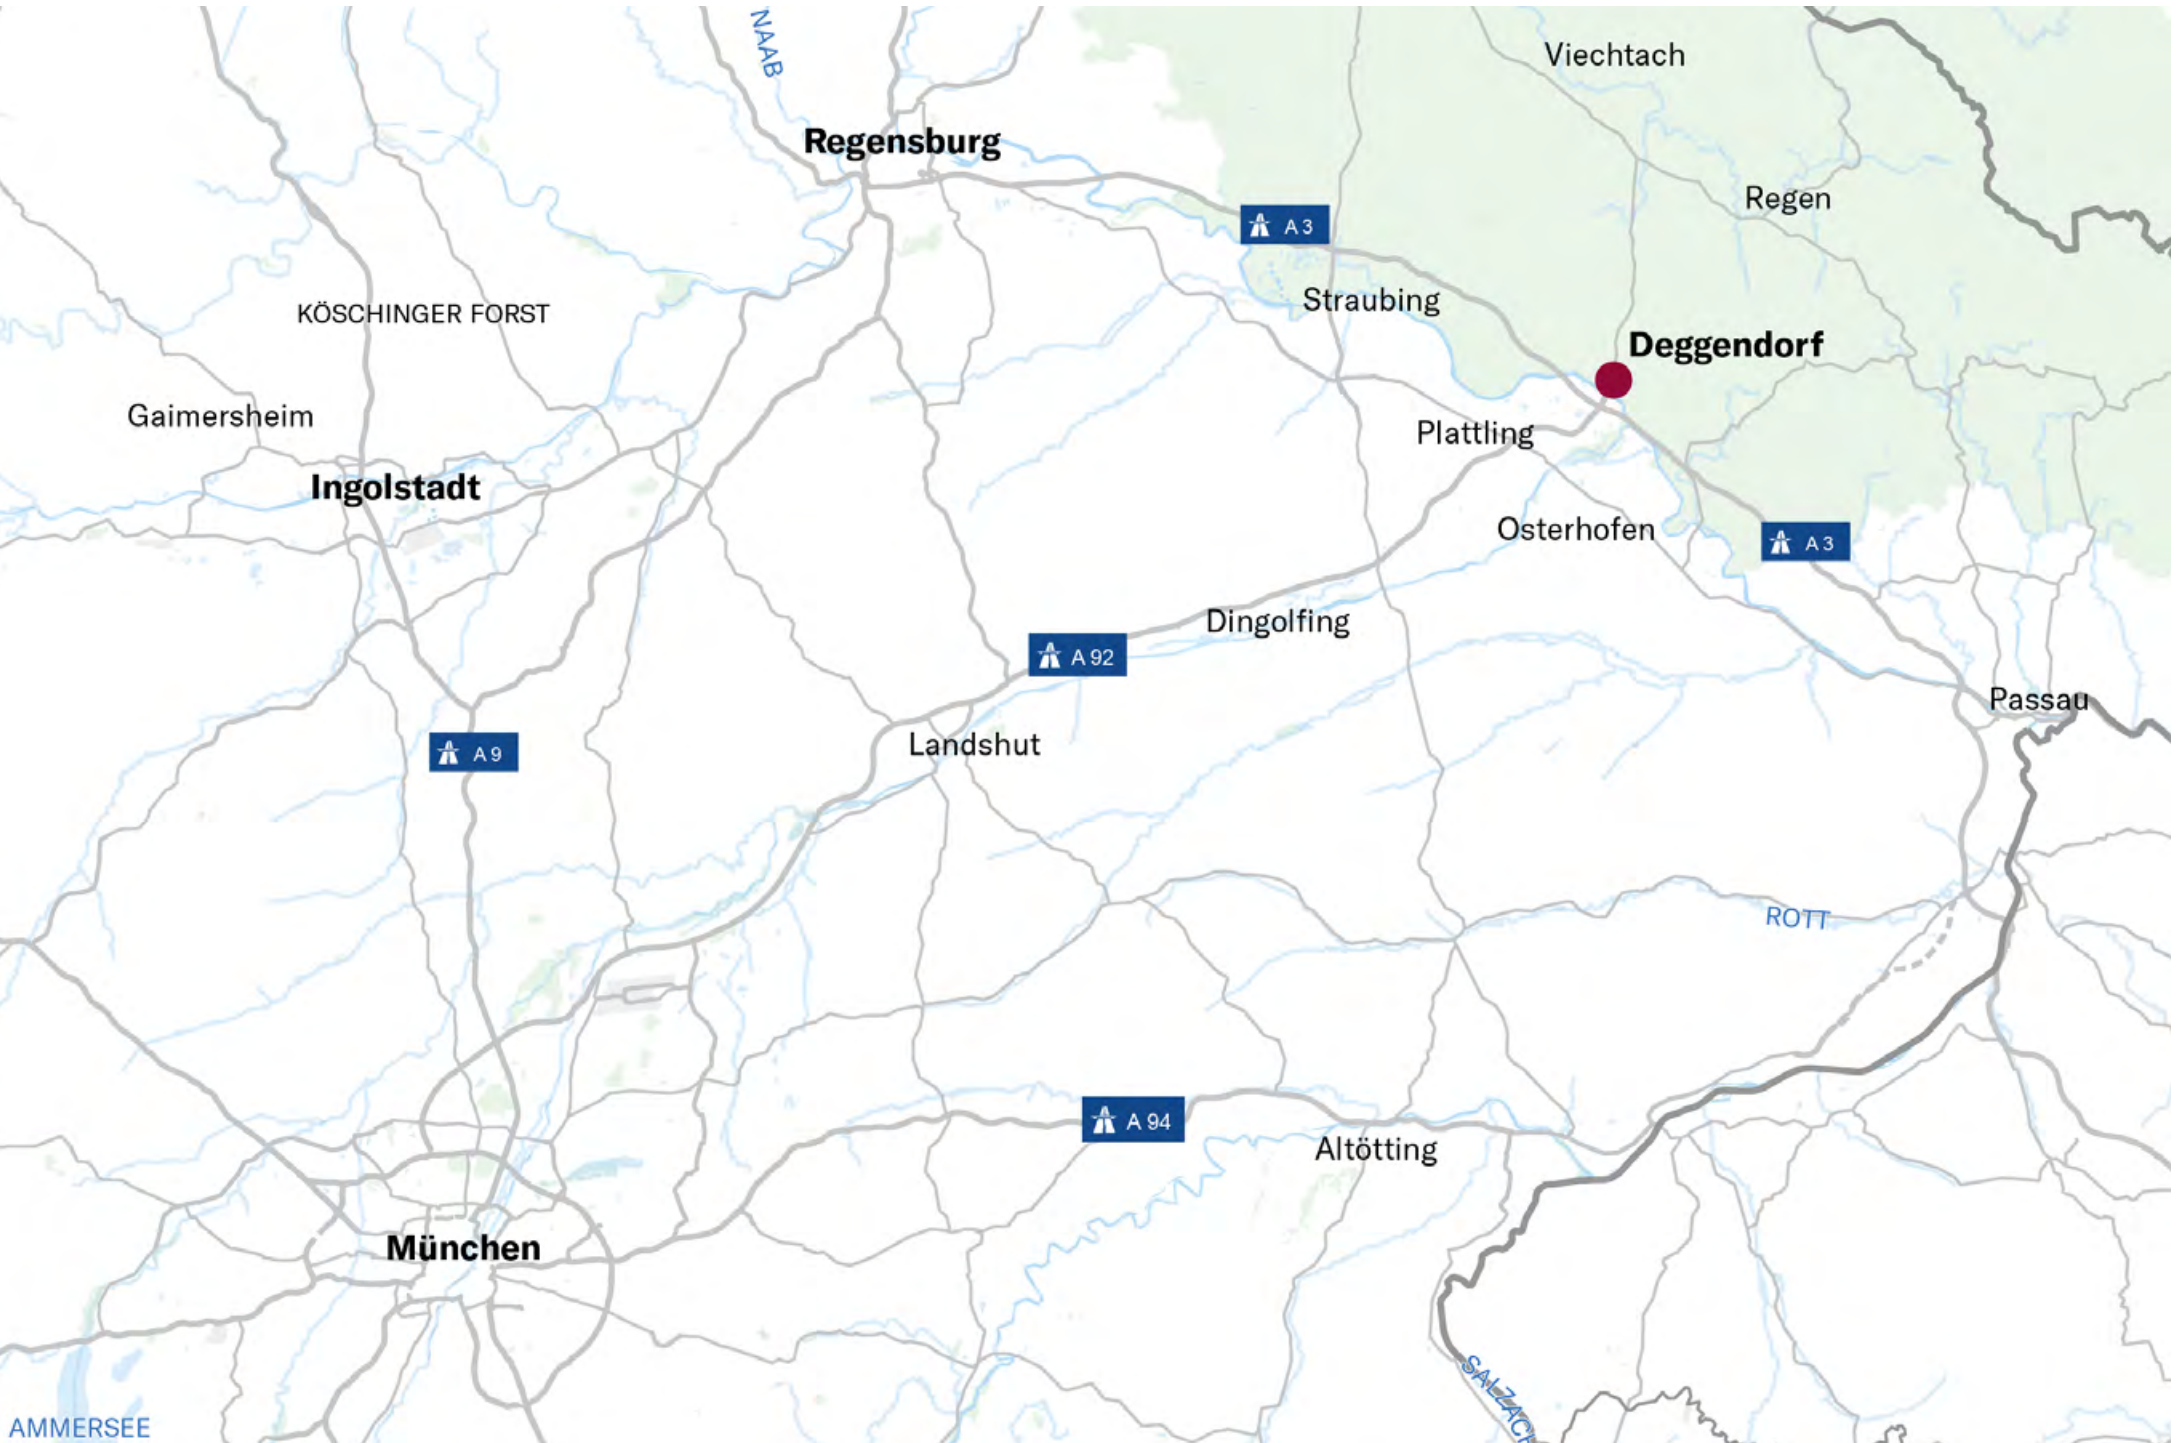 NAAB
Viechtach
Regensburg
Regen
A 3
Straubing
KÖSCHINGER FORST
Deggendorf
Gaimersheim
Plattling
Ingolstadt
Osterhofen
A 3
Dingolfing
A 92
Passau
Landshut
A 9
ROTT
A 94
Altötting
München
SALZACH
AMMERSEE